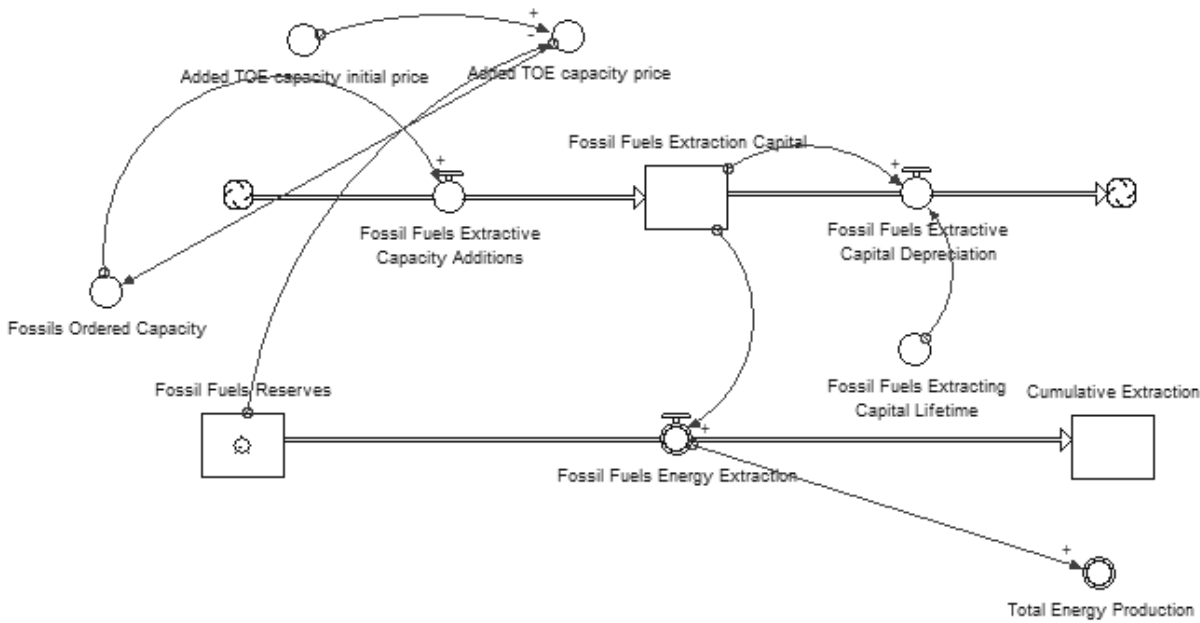 +
-
Added TOE capacity initial price
Added TOE capacity price
Fossil Fuels Extraction Capital
+
+
Fossil Fuels Extractive
Capacity Additions
Fossil Fuels Extractive
Capital Depreciation
Fossils Ordered Capacity
Fossil Fuels Reserves
Fossil Fuels Extracting
Capital Lifetime
Cumulative Extraction
+
Fossil Fuels Energy Extraction
+
Total Energy Production